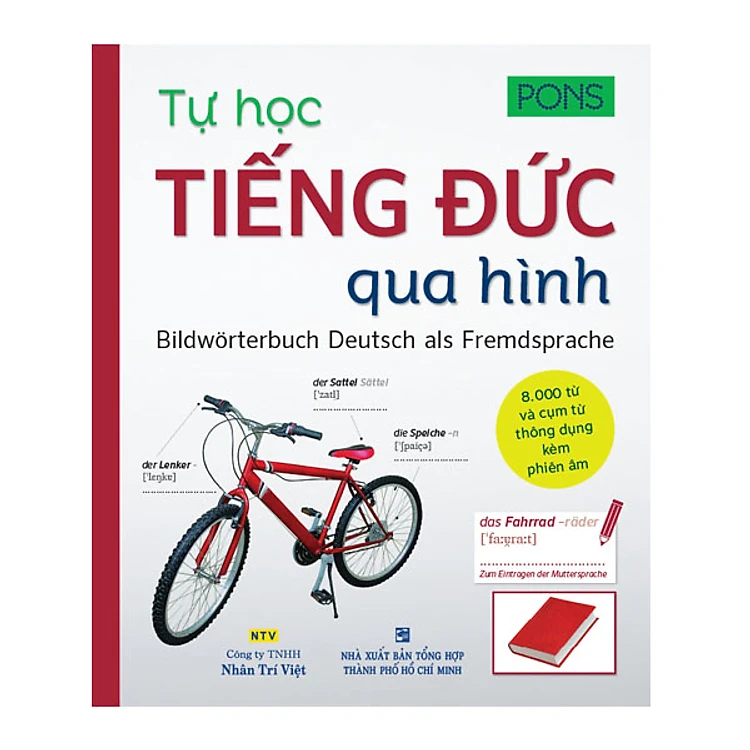 PONS
Tự học
TIẾNG ĐỨC
qua hình
Bildwörterbuch Deutsch als Fremdsprache
der Sattel Sättel
['zatl̩]
die Speiche –n
['ʃpaiçə]
der Lenker -
['lɛŋkɐ]
8.000 từ
và cụm từ
thông dụng
kèm
phiên âm
das Fahrrad –räder
['fa:ɐ̯ra:t]
Zum Eintragen der Muttersprache
NTV
Công ty TNHH
Nhân Trí Việt
NHÀ XUẤT BẢN TỔNG HỢP
THÀNH PHỐ HỒ CHÍ MINH